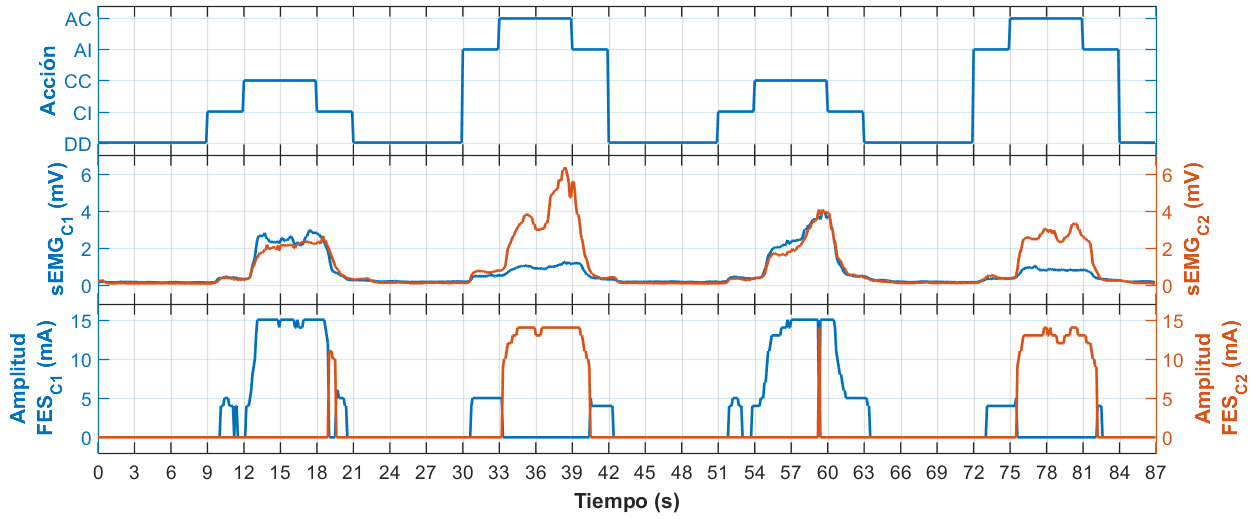 AC
AI
CC
CI
DD
Acción
6
4
2
0
sEMG_C1 (mV)
6
4
2
0
sEMG_C2 (mV)
15
10
5
0
Amplitud
FES_C1 (mA)
15
10
5
0
Amplitud
FES_C2 (mA)
0 3 6 9 12 15 18 21 24 27 30 33 36 39 42 45 48 51 54 57 60 63 66 69 72 75 78 81 84 87
Tiempo (s)